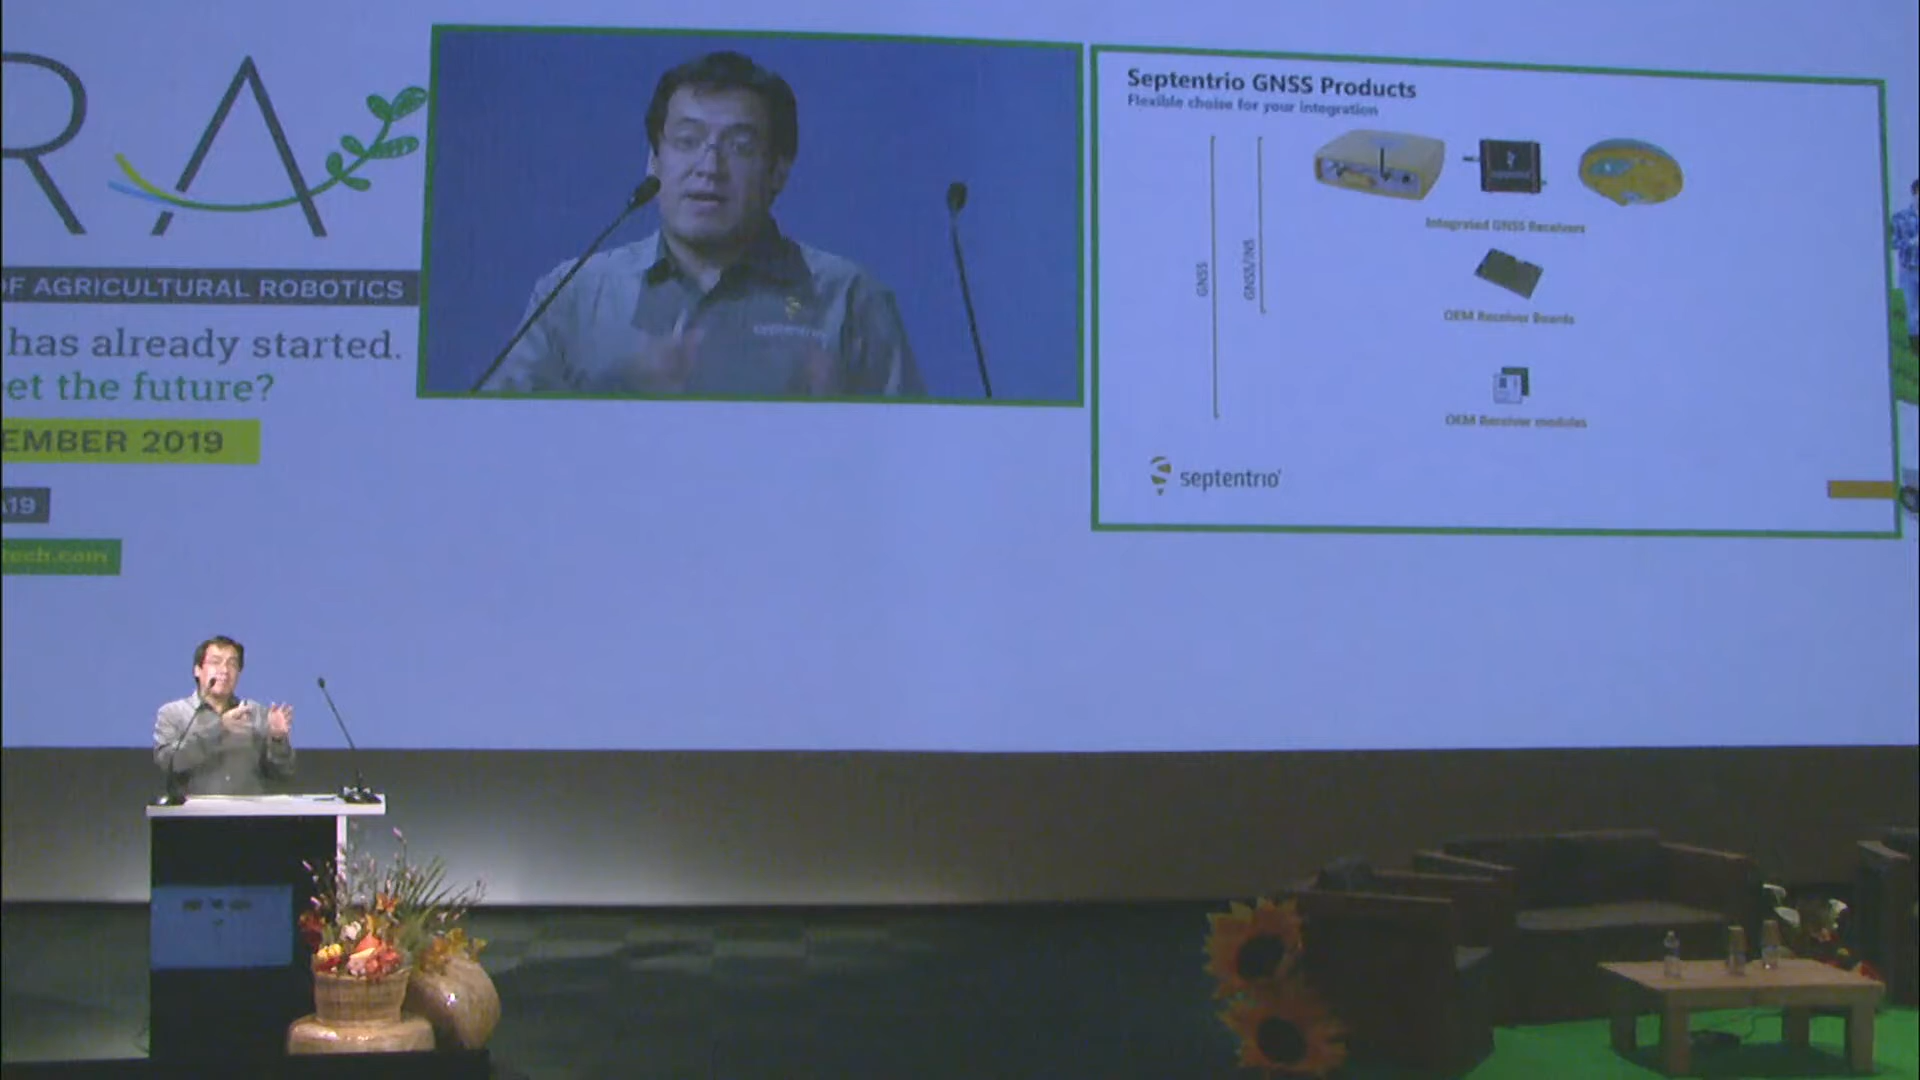 RA
OF AGRICULTURAL ROBOTICS
has already started.
et the future?
EMBER 2019
19
tech.com
septentrio
Septentrio GNSS Products
Flexible choice for your integration
GNSS
GNSS/INS
Integrated GNSS Receivers
OEM Receiver Boards
OEM Receiver modules
septentrio